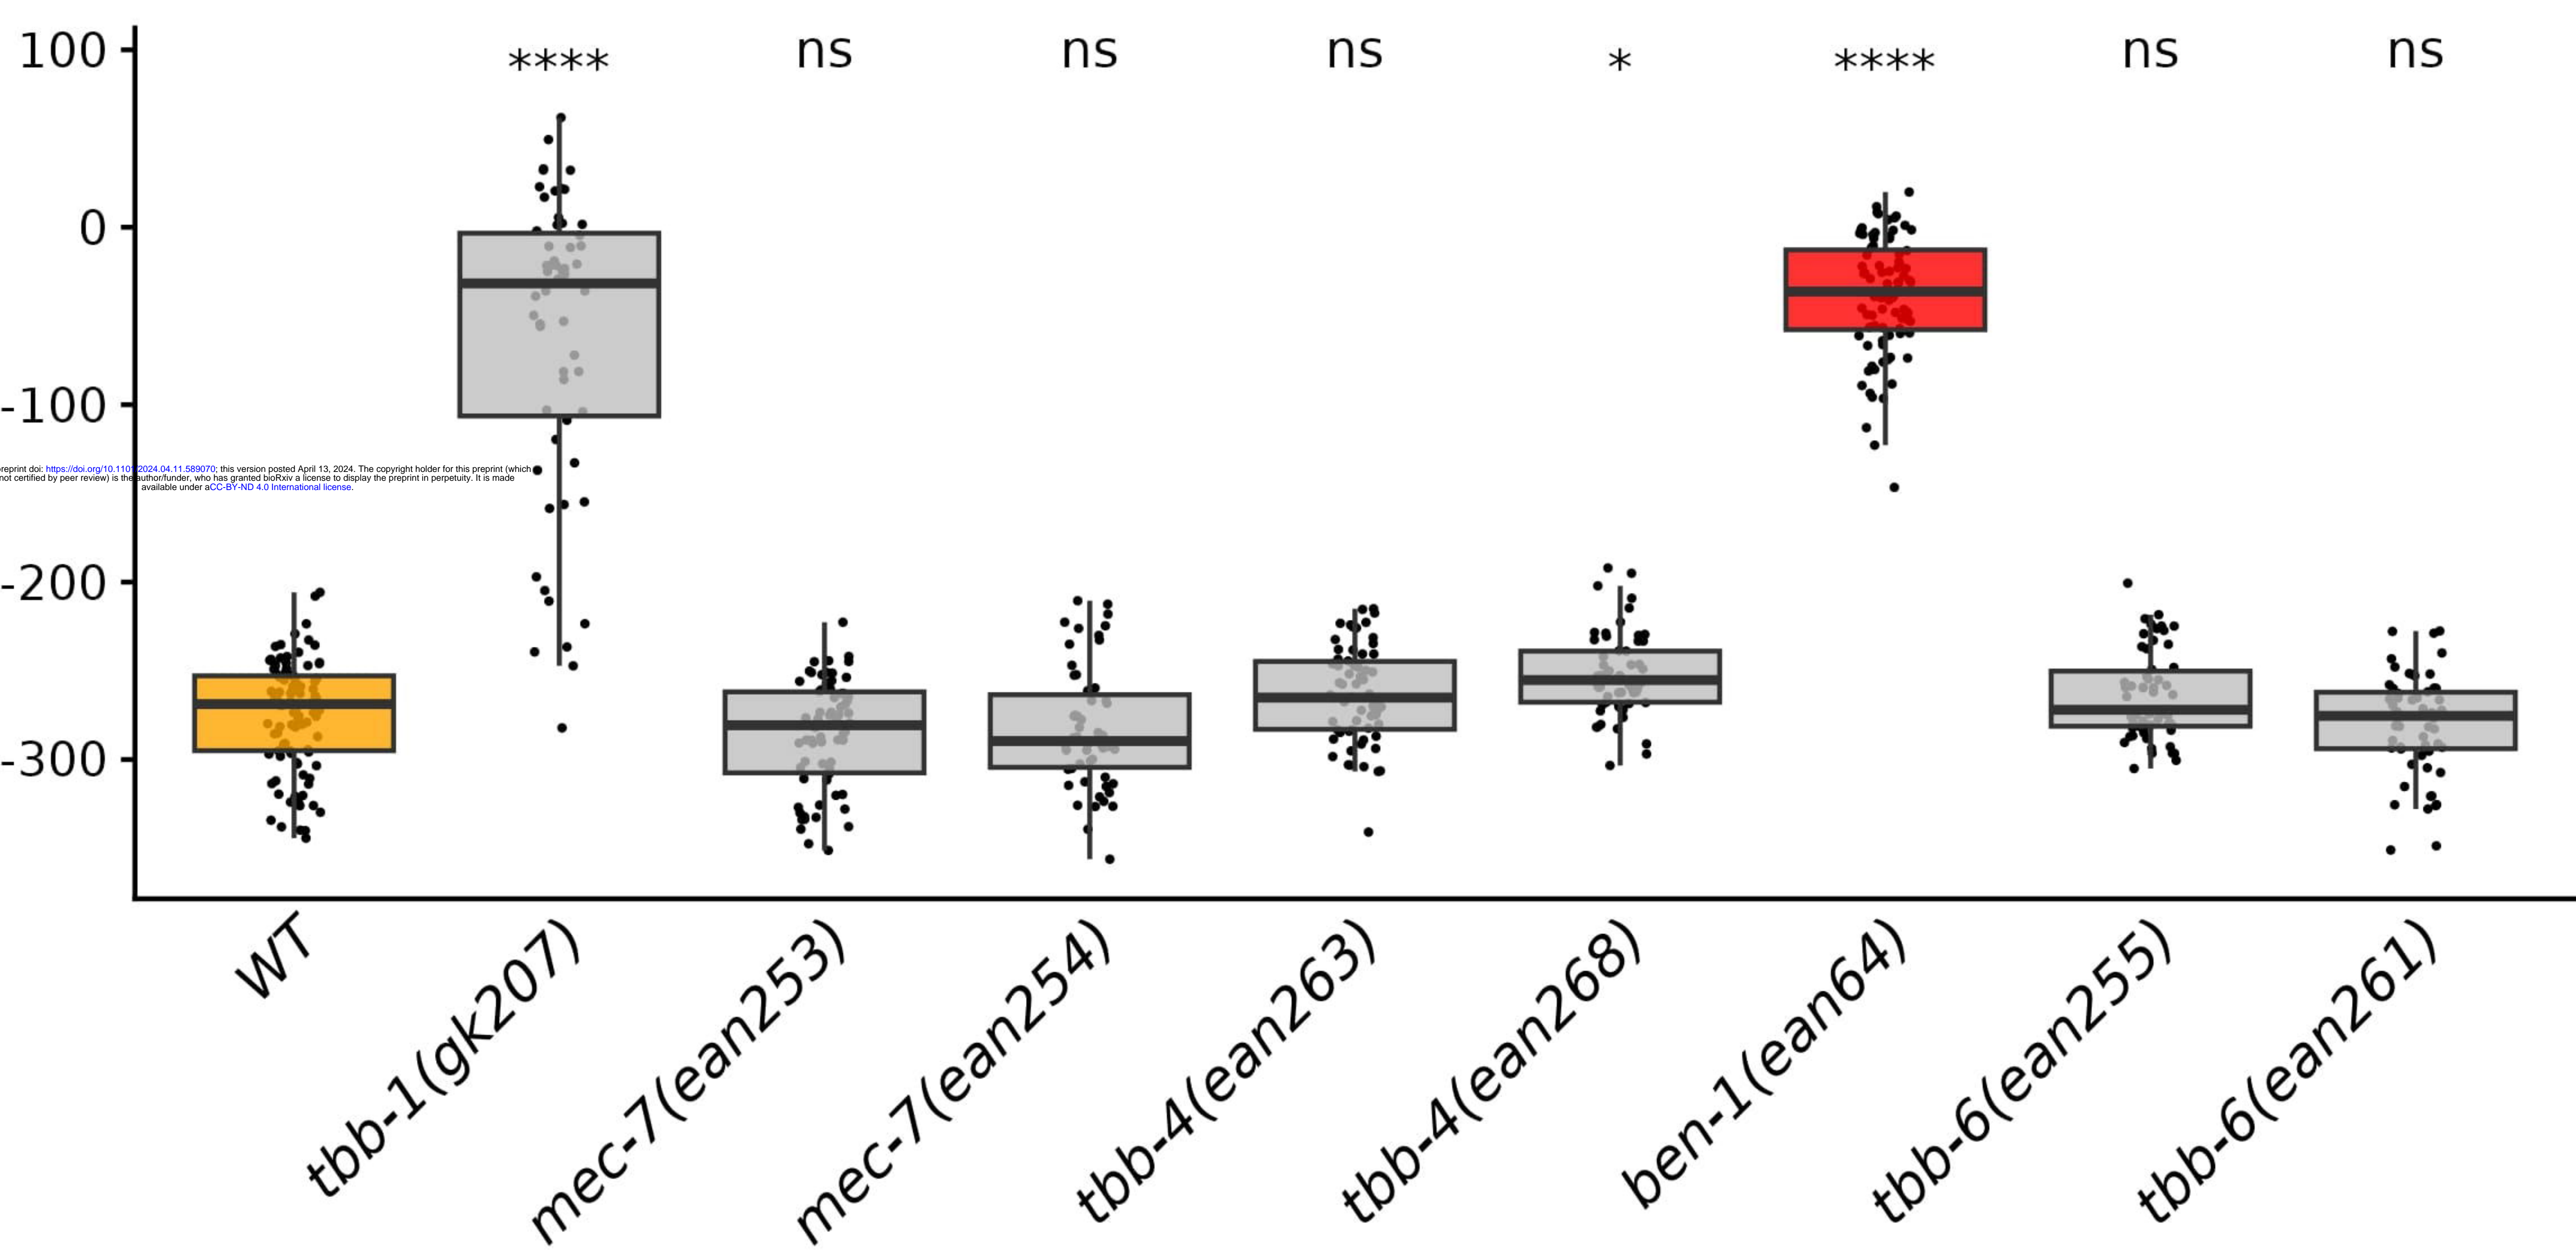 100
**** ns ns ns * **** ns ns
0
-100
reprint doi: https://doi.org/10.1101/2024.04.11.589070; this version posted April 13, 2024. The copyright holder for this preprint (which
not certified by peer review) is the author/funder, who has granted bioRxiv a license to display the preprint in perpetuity. It is made
available under aCC-BY-ND 4.0 International license.
-200
-300
WT
tbb-1(gk207)
mec-7(ean253)
mec-7(ean254)
tbb-4(ean263)
tbb-4(ean268)
ben-1(ean64)
tbb-6(ean255)
tbb-6(ean261)